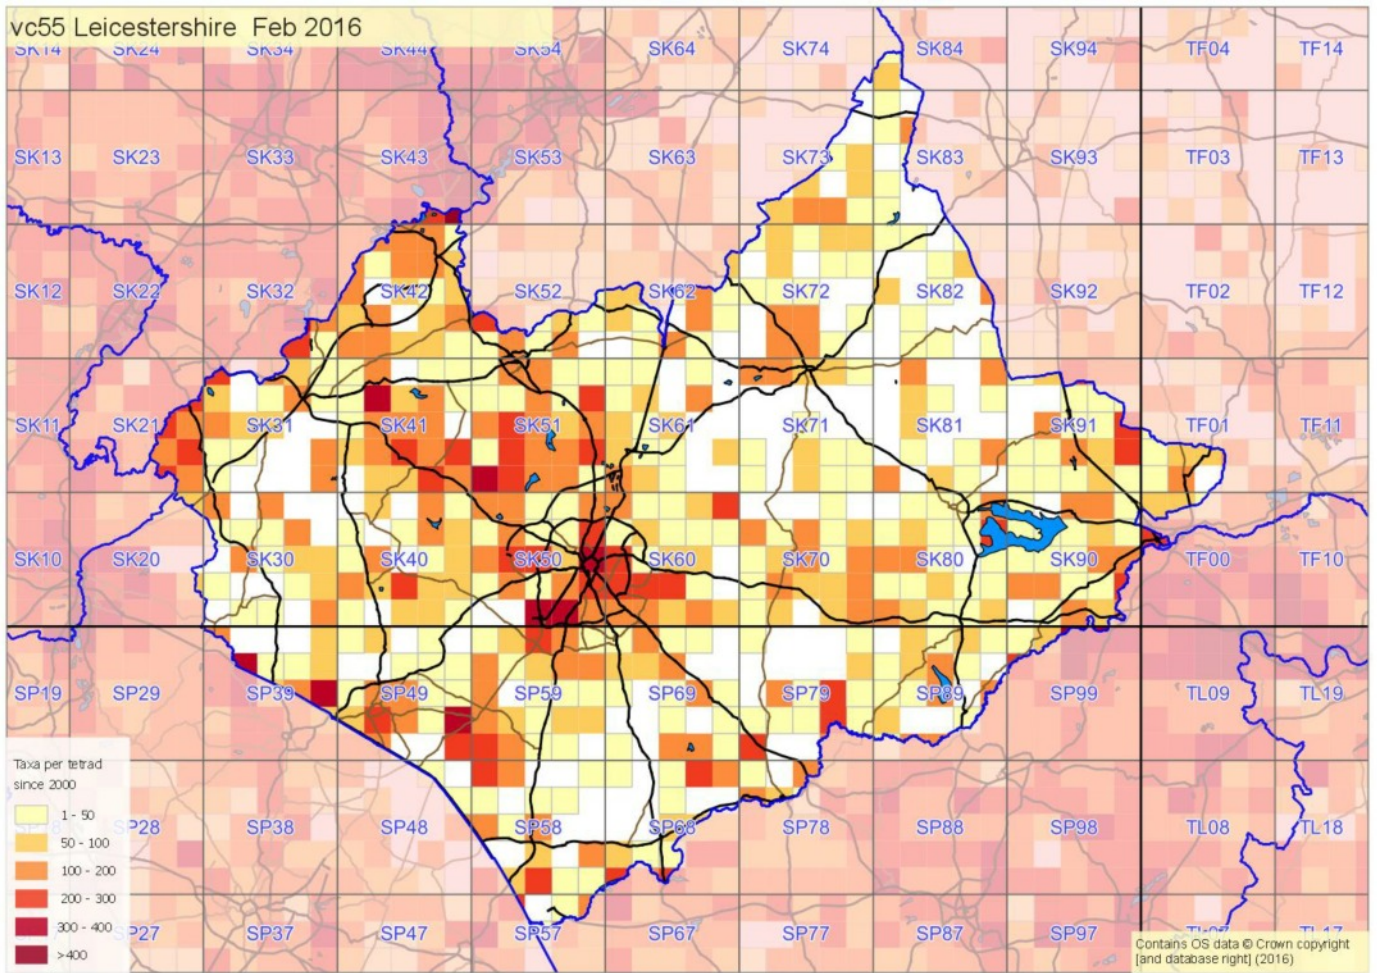 vc55 Leicestershire Feb 2016
SK14 SK24 SK34 SK44 SK54 SK64 SK74 SK84 SK94 TF04 TF14
SK13 SK23 SK33 SK43 SK53 SK63 SK73 SK83 SK93 TF03 TF13
SK12 SK22 SK32 SK42 SK52 SK62 SK72 SK82 SK92 TF02 TF12
SK11 SK21 SK31 SK41 SK51 SK61 SK71 SK81 SK91 TF01 TF11
SK10 SK20 SK30 SK40 SK50 SK60 SK70 SK80 SK90 TF00 TF10
SP19 SP29 SP39 SP49 SP59 SP69 SP79 SP89 SP99 TL09 TL19
SP28 SP38 SP48 SP58 SP68 SP78 SP88 SP98 TL08 TL18
SP27 SP37 SP47 SP57 SP67 SP77 SP87 SP97 TL07 TL17
Taxa per tetrad
since 2000
1 - 50
50 - 100
100 - 200
200 - 300
300 - 400
>400
Contains OS data © Crown copyright
[and database right] (2016)